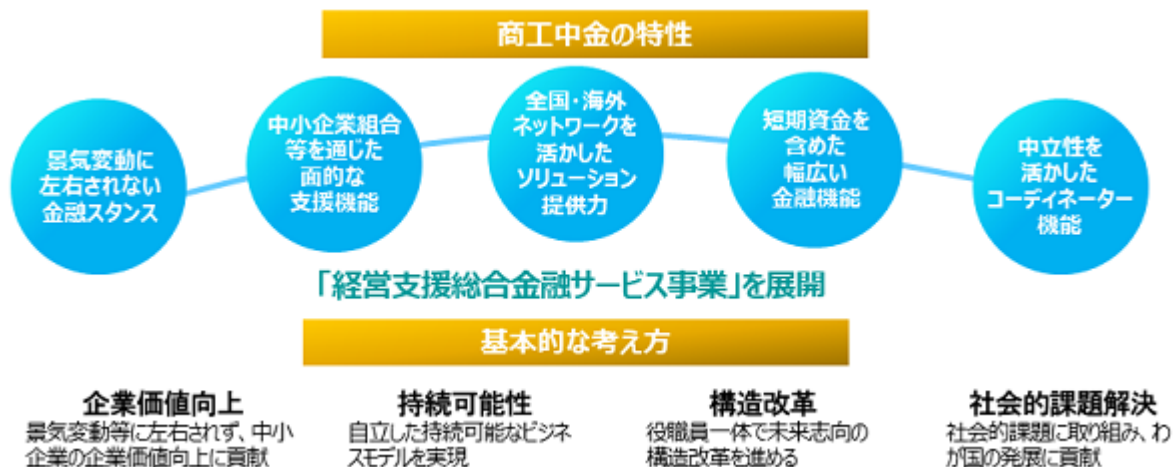 商工中金の特性
景気変動に
左右されない
金融スタンス
中小企業組合
等を通じた
面的な
支援機能
全国・海外
ネットワークを
活かした
ソリューション
提供力
短期資金を
含めた
幅広い
金融機能
中立性を
活かした
コーディネーター
機能
「経営支援総合金融サービス事業」を展開
基本的な考え方
企業価値向上
景気変動等に左右されず、中小
企業の企業価値向上に貢献
持続可能性
自立した持続可能なビジネ
スモデルを実現
構造改革
役職員一体で未来志向の
構造改革を進める
社会的課題解決
社会的課題に取り組み、わ
が国の発展に貢献